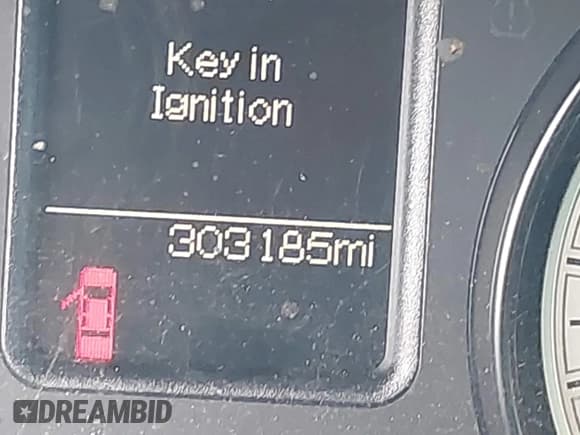 Key in
Ignition
303185mi
DREAMBID